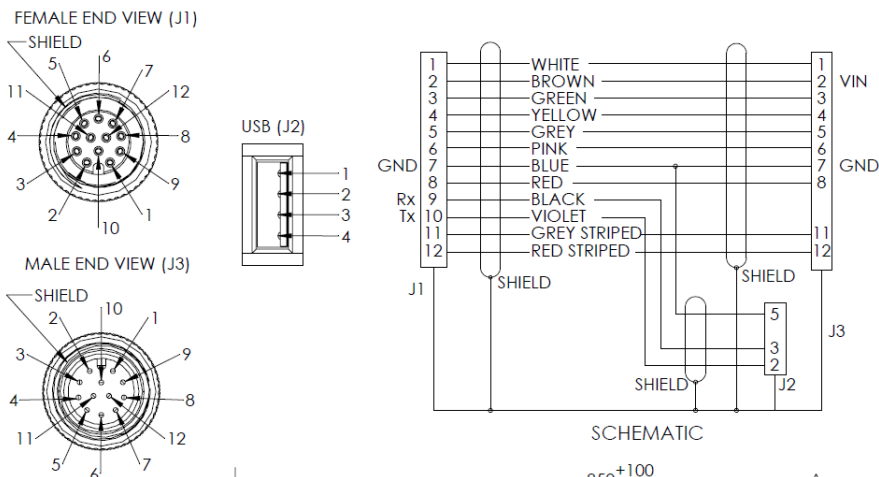 FEMALE END VIEW (J1)
SHIELD
5
6
7
11
12
4
8
3
9
2
1
10
USB (J2)
1
2
3
4
MALE END VIEW (J3)
SHIELD
10
2
1
3
9
4
8
11
12
5
6
7
1 WHITE 1
2 BROWN 2 VIN
3 GREEN 3
4 YELLOW 4
5 GREY 5
6 PINK 6
GND 7 BLUE 7 GND
8 RED 8
Rx 9 BLACK
Tx 10 VIOLET
11 GREY STRIPED 11
12 RED STRIPED 12
J1
SHIELD
SHIELD
5
3
2
J3
SHIELD
J2
SCHEMATIC
+100